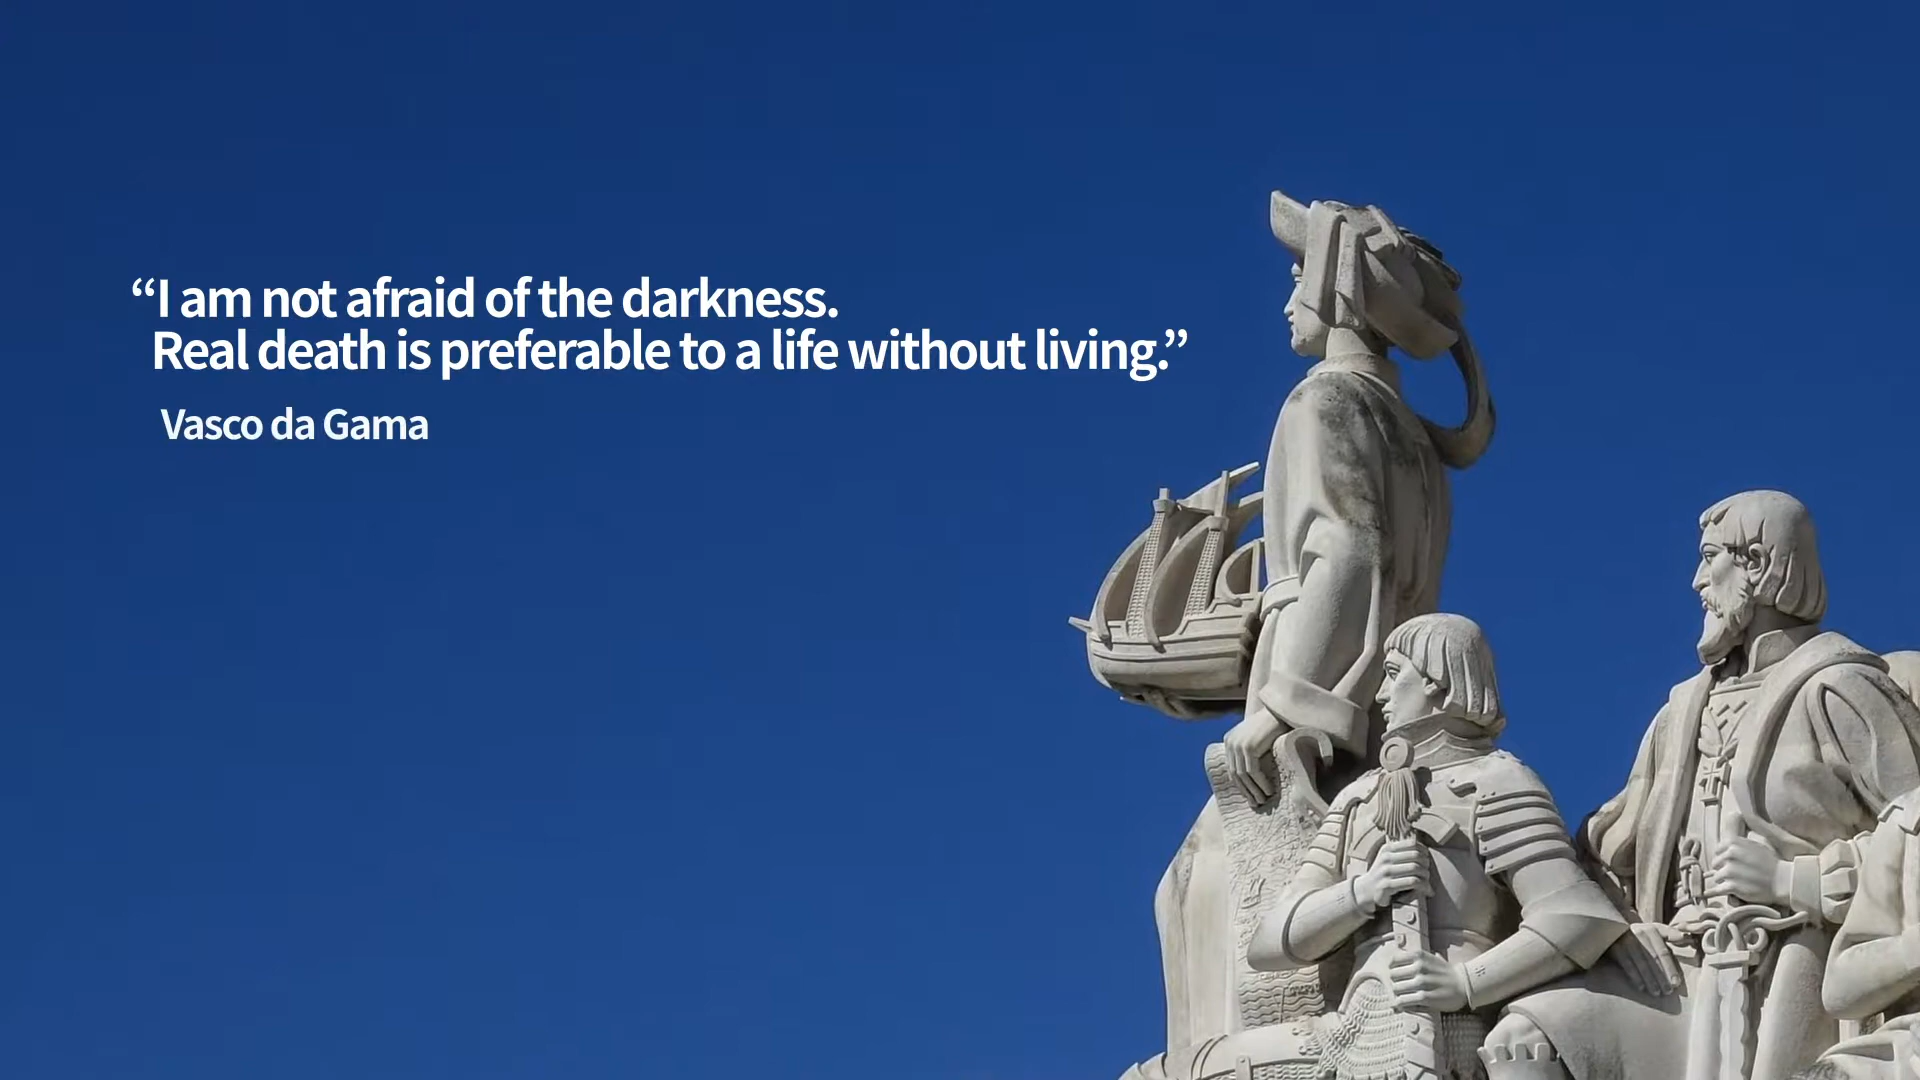 “I am not afraid of the darkness.
Real death is preferable to a life without living.”
Vasco da Gama